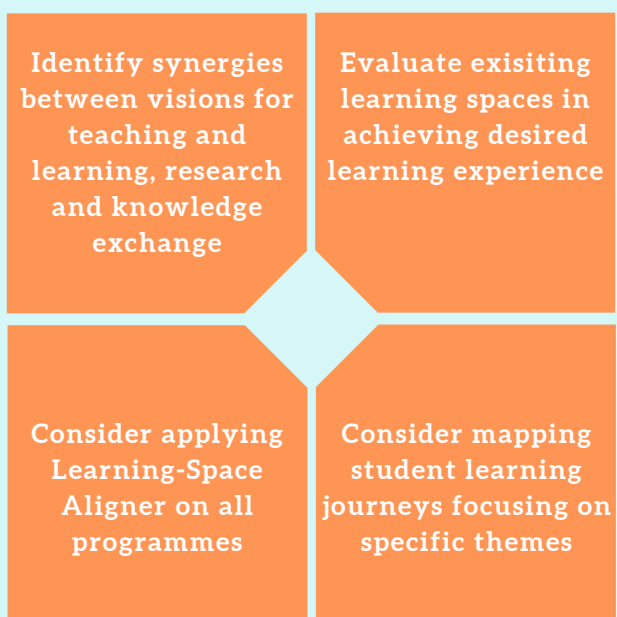 Identify synergies
between visions for
teaching and
learning, research
and knowledge
exchange
Evaluate exisiting
learning spaces in
achieving desired
learning experience
Consider applying
Learning-Space
Aligner on all
programmes
Consider mapping
student learning
journeys focusing on
specific themes